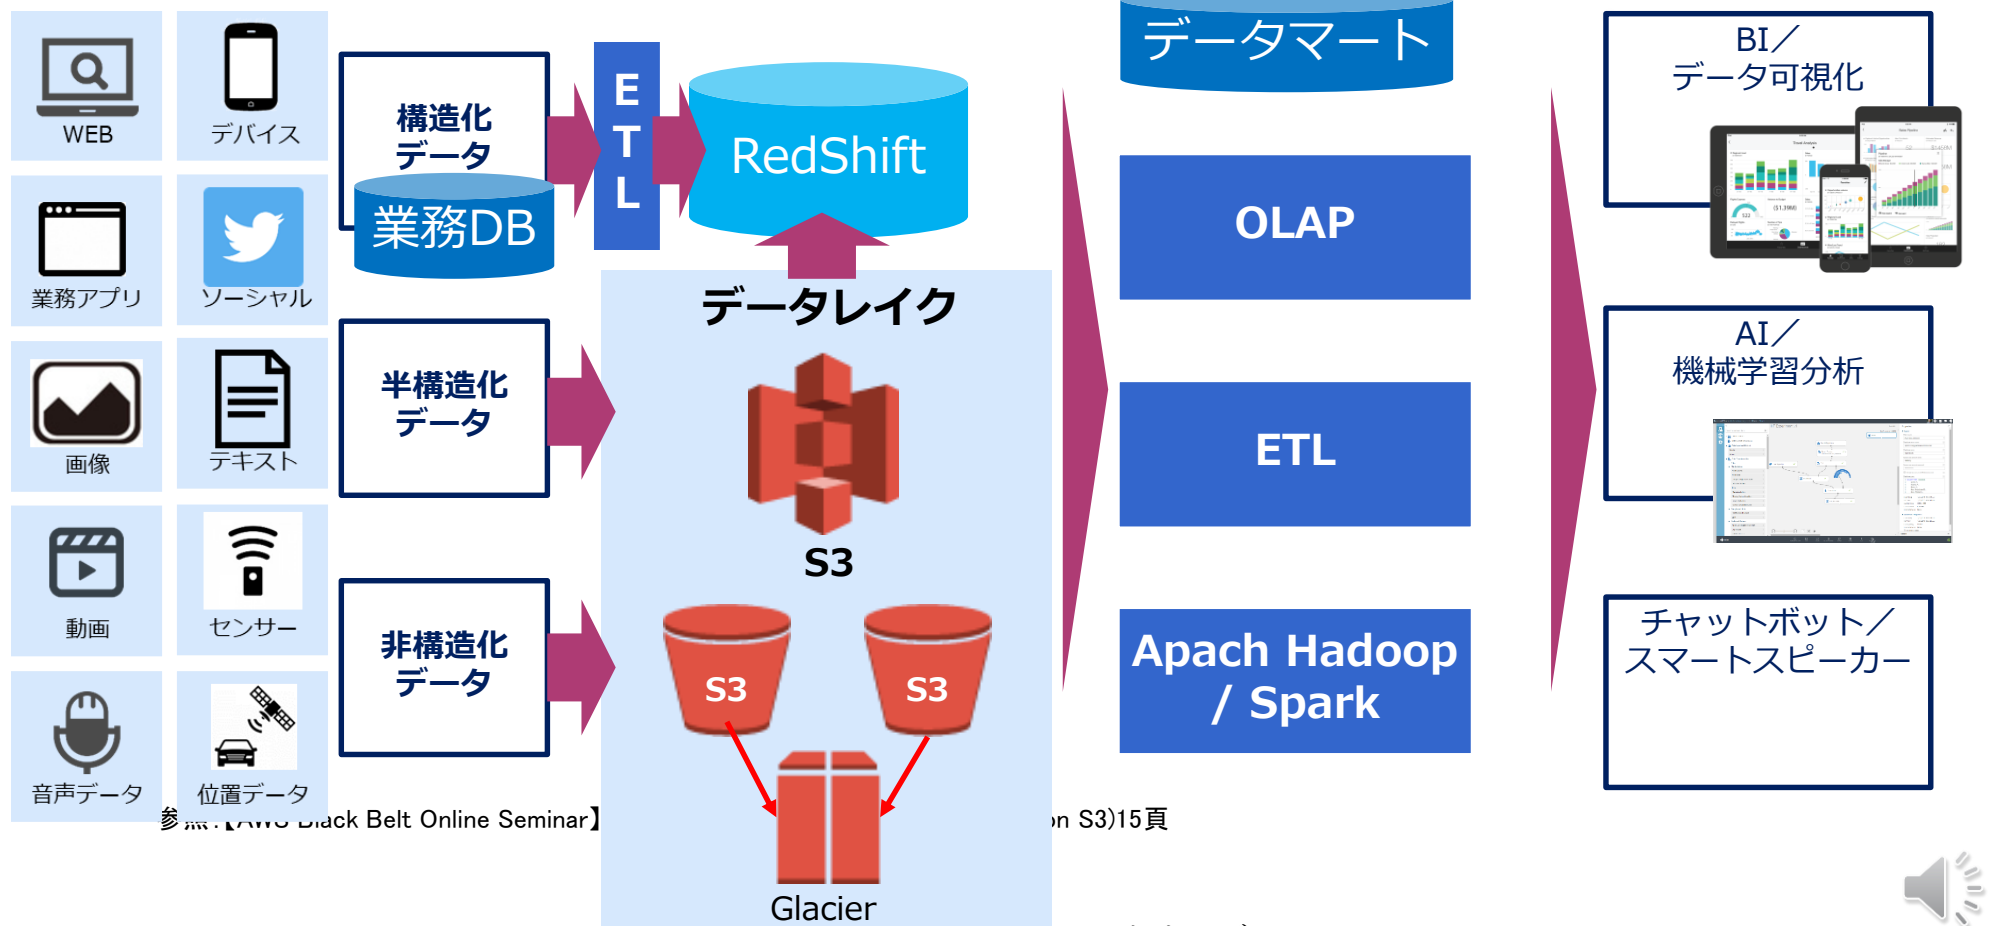 WEB
デバイス
業務アプリ
ソーシャル
画像
テキスト
動画
センサー
音声データ
位置データ
構造化
データ
業務DB
半構造化
データ
非構造化
データ
E
T
L
RedShift
データレイク
S3
S3
S3
Glacier
データマート
OLAP
ETL
Apach Hadoop
/ Spark
BI／
データ可視化
AI／
機械学習分析
チャットボット／
スマートスピーカー
参照:【AWS Black Belt Online Seminar】
on S3)15頁